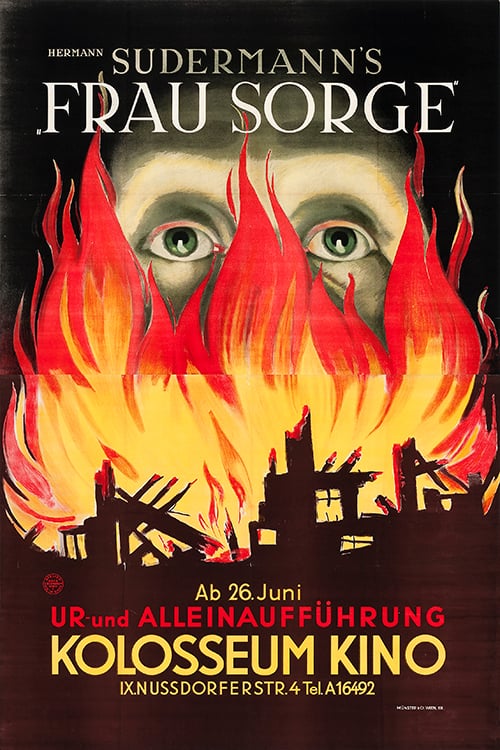 HERMANN SUDERMANN'S
„FRAU SORGE"
Ab 26. Juni
UR-und ALLEINAUFFÜHRUNG
KOLOSSEUM KINO
IX. NUSSDORFERSTR. 4 Tel. A16492